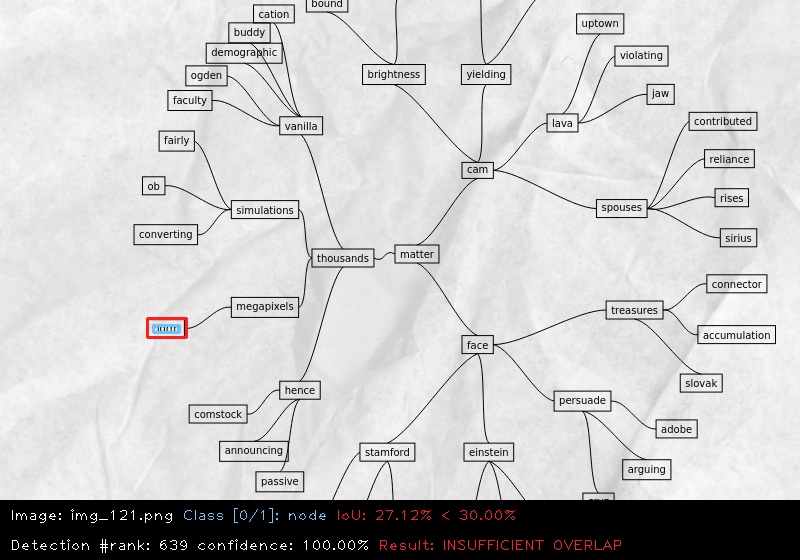 bound
cation
buddy
demographic
ogden
faculty
vanilla
brightness
yielding
uptown
violating
jaw
lava
contributed
reliance
rises
sirius
spouses
cam
fairly
ob
converting
simulations
thousands
matter
megapixels
connector
treasures
accumulation
slovak
face
persuade
adobe
arguing
hence
comstock
announcing
passive
stamford
einstein
Image: img_121.png Class [0/1]: node IoU: 27.12% < 30.00%
Detection #rank: 639 confidence: 100.00% Result: INSUFFICIENT OVERLAP